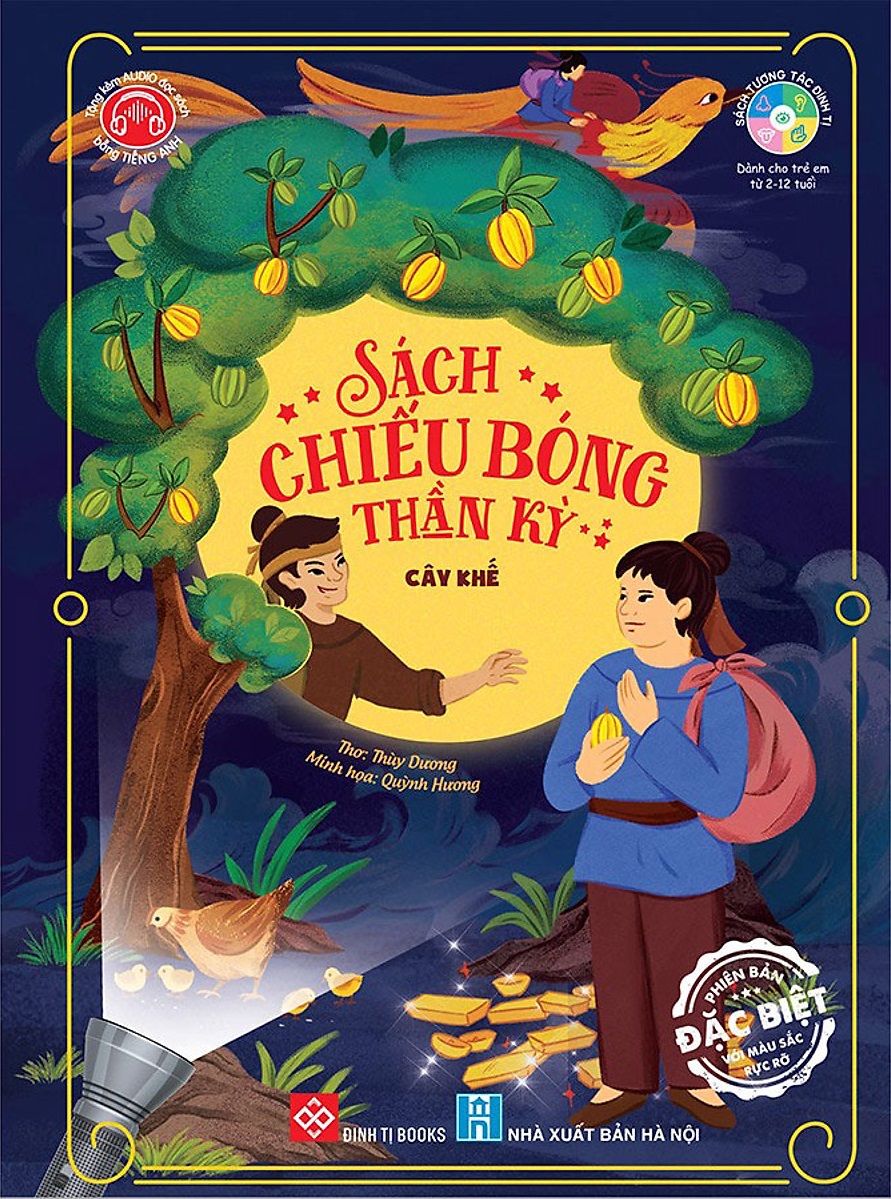 Tặng kèm AUDIO đọc sách
bằng TIẾNG ANH
SÁCH TƯƠNG TÁC ĐINH TỊ
Dành cho trẻ em
từ 2-12 tuổi
SÁCH
CHIẾU BÓNG
THẦN KỲ
CÂY KHẾ
Thơ: Thùy Dương
Minh họa: Quỳnh Hương
PHIÊN BẢN
ĐẶC BIỆT
VỚI MÀU SẮC
RỰC RỠ
ĐINH TỊ BOOKS
NHÀ XUẤT BẢN HÀ NỘI